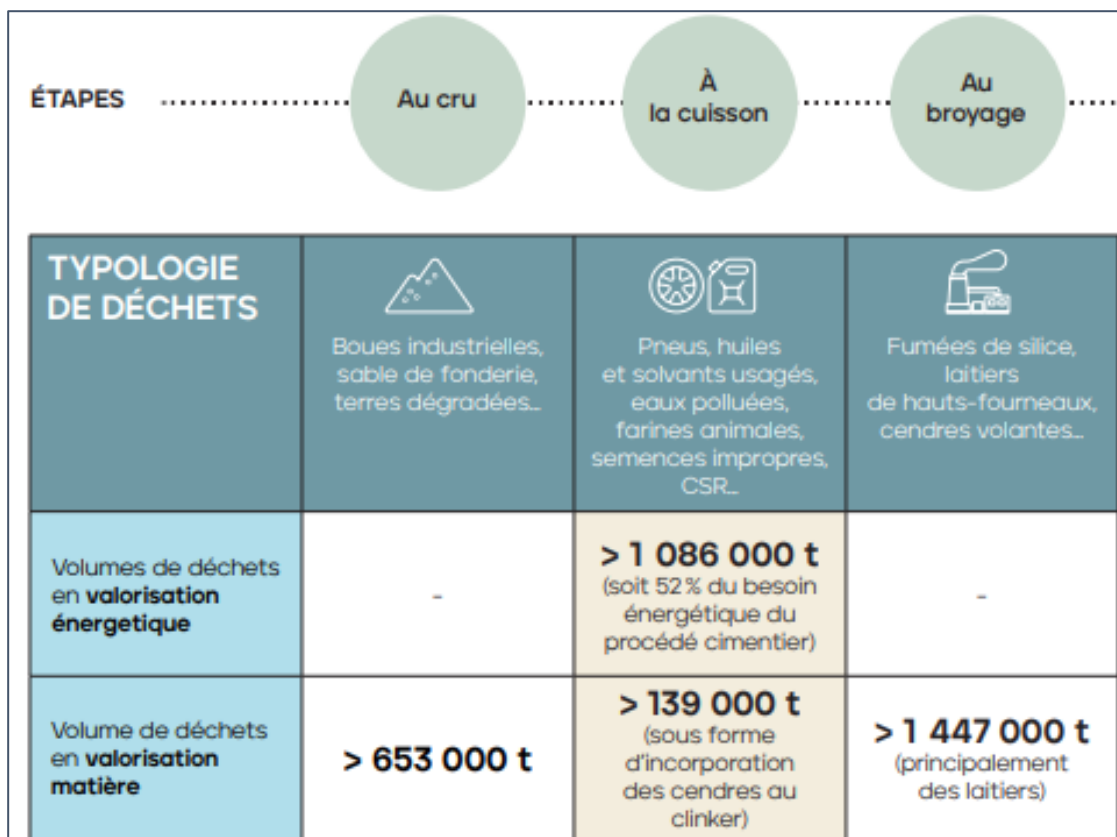 ÉTAPES
Au cru
À
la cuisson
Au
broyage
TYPOLOGIE
DE DÉCHETS
Boues industrielles,
sable de fonderie,
terres dégradées...
Pneus, huiles
et solvants usagés,
eaux polluées,
farines animales,
semences impropres,
CSR...
Fumées de silice,
laitiers
de hauts-fourneaux,
cendres volantes...
Volumes de déchets
en valorisation
énergetique
-
> 1 086 000 t
(soit 52 % du besoin
énergétique du
procédé cimentier)
-
Volume de déchets
en valorisation
matière
> 653 000 t
> 139 000 t
(sous forme
d'incorporation
des cendres au
clinker)
> 1 447 000 t
(principalement
des laitiers)